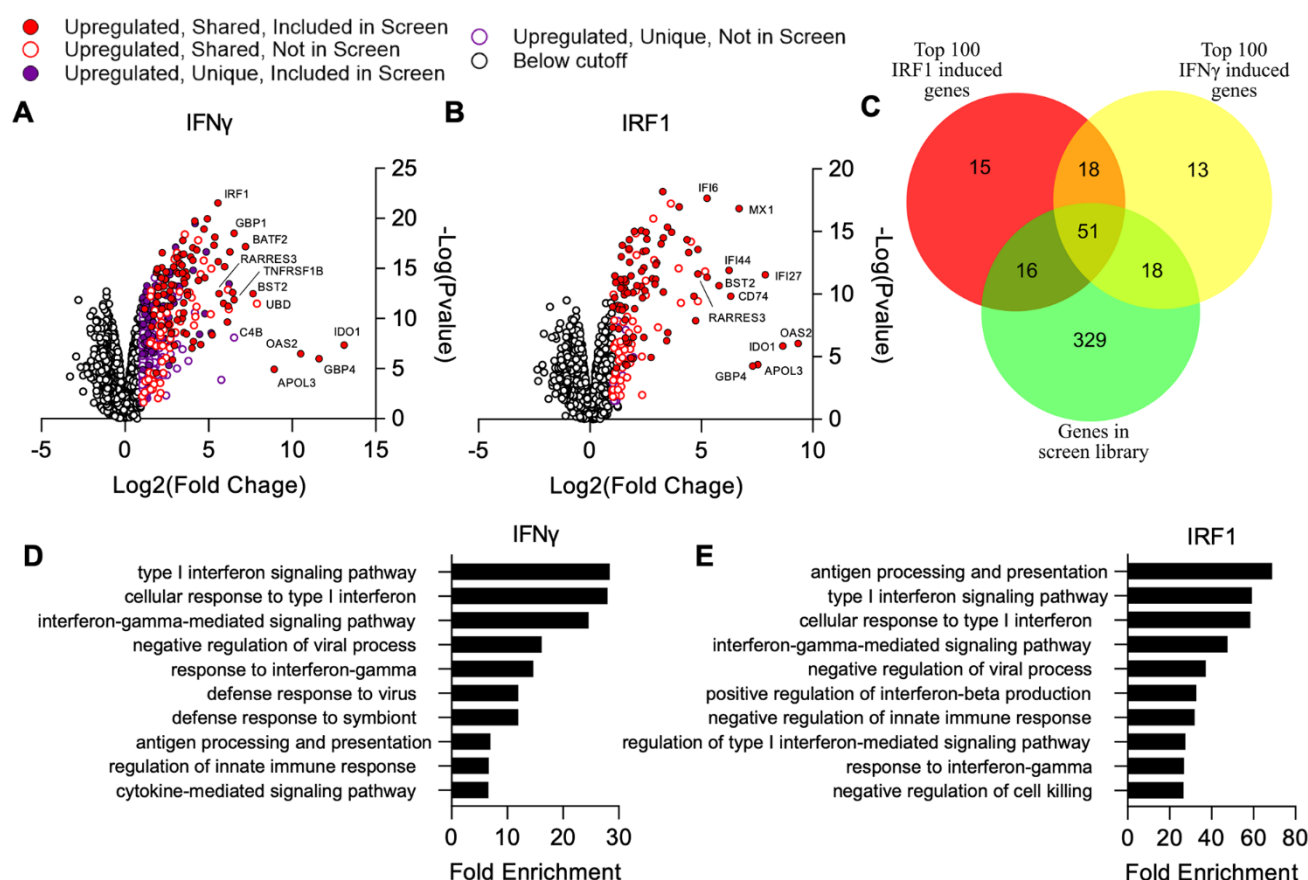 Upregulated, Shared, Included in Screen
Upregulated, Shared, Not in Screen
Upregulated, Unique, Included in Screen
Upregulated, Unique, Not in Screen
Below cutoff
A
IFNγ
IRF1
GBP1
BATF2
RARRES3
TNFRSF1B
BST2
UBD
C4B
IDO1
OAS2
GBP4
APOL3
25
20
15
10
5
0
-Log(Pvalue)
-5
0
5
10
15
Log2(Fold Chage)
B
IRF1
IFI6
MX1
IFI44
IFI27
BST2
CD74
RARRES3
OAS2
IDO1
GBP4
APOL3
20
15
10
5
0
-Log(Pvalue)
-5
0
5
10
Log2(Fold Chage)
C
Top 100
IRF1 induced
genes
Top 100
IFNγ induced
genes
15
18
13
51
16
18
329
Genes in
screen library
D
IFNγ
type I interferon signaling pathway
cellular response to type I interferon
interferon-gamma-mediated signaling pathway
negative regulation of viral process
response to interferon-gamma
defense response to virus
defense response to symbiont
antigen processing and presentation
regulation of innate immune response
cytokine-mediated signaling pathway
0
10
20
30
Fold Enrichment
E
IRF1
antigen processing and presentation
type I interferon signaling pathway
cellular response to type I interferon
interferon-gamma-mediated signaling pathway
negative regulation of viral process
positive regulation of interferon-beta production
negative regulation of innate immune response
regulation of type I interferon-mediated signaling pathway
response to interferon-gamma
negative regulation of cell killing
0
20
40
60
80
Fold Enrichment